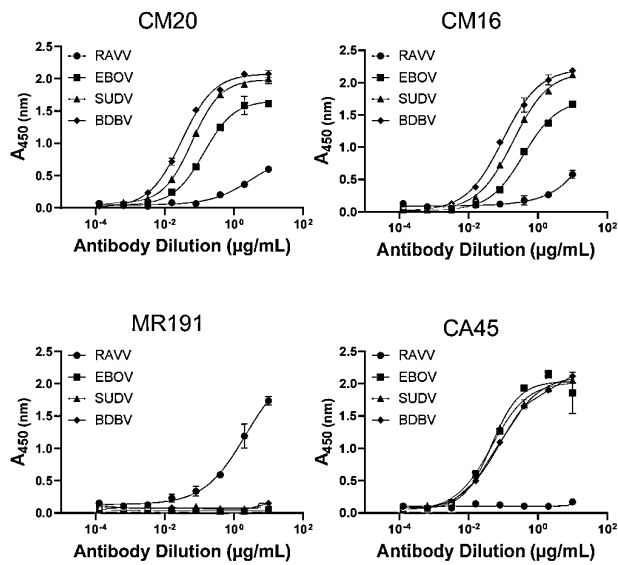 CM20
2.5
2.0
1.5
1.0
0.5
0.0
A450 (nm)
RAVV
EBOV
SUDV
BDBV
10-4 10-2 100 102
Antibody Dilution (µg/mL)
CM16
2.5
2.0
1.5
1.0
0.5
0.0
A450 (nm)
RAVV
EBOV
SUDV
BDBV
10-4 10-2 100 102
Antibody Dilution (µg/mL)
MR191
2.5
2.0
1.5
1.0
0.5
0.0
A450 (nm)
RAVV
EBOV
SUDV
BDBV
10-4 10-2 100 102
Antibody Dilution (µg/mL)
CA45
2.5
2.0
1.5
1.0
0.5
0.0
A450 (nm)
RAVV
EBOV
SUDV
BDBV
10-4 10-2 100 102
Antibody Dilution (µg/mL)